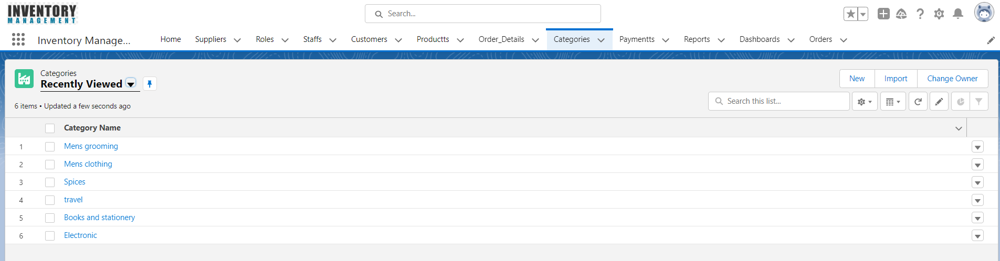 INVENTORY
MANAGEMENT
Search...
Inventory Manage...
Home
Suppliers
Roles
Staffs
Customers
Productts
Order_Details
Categories
Paymentts
Reports
Dashboards
Orders
Categories
Recently Viewed
New
Import
Change Owner
6 items • Updated a few seconds ago
Search this list...
Category Name
1 Mens grooming
2 Mens clothing
3 Spices
4 travel
5 Books and stationery
6 Electronic